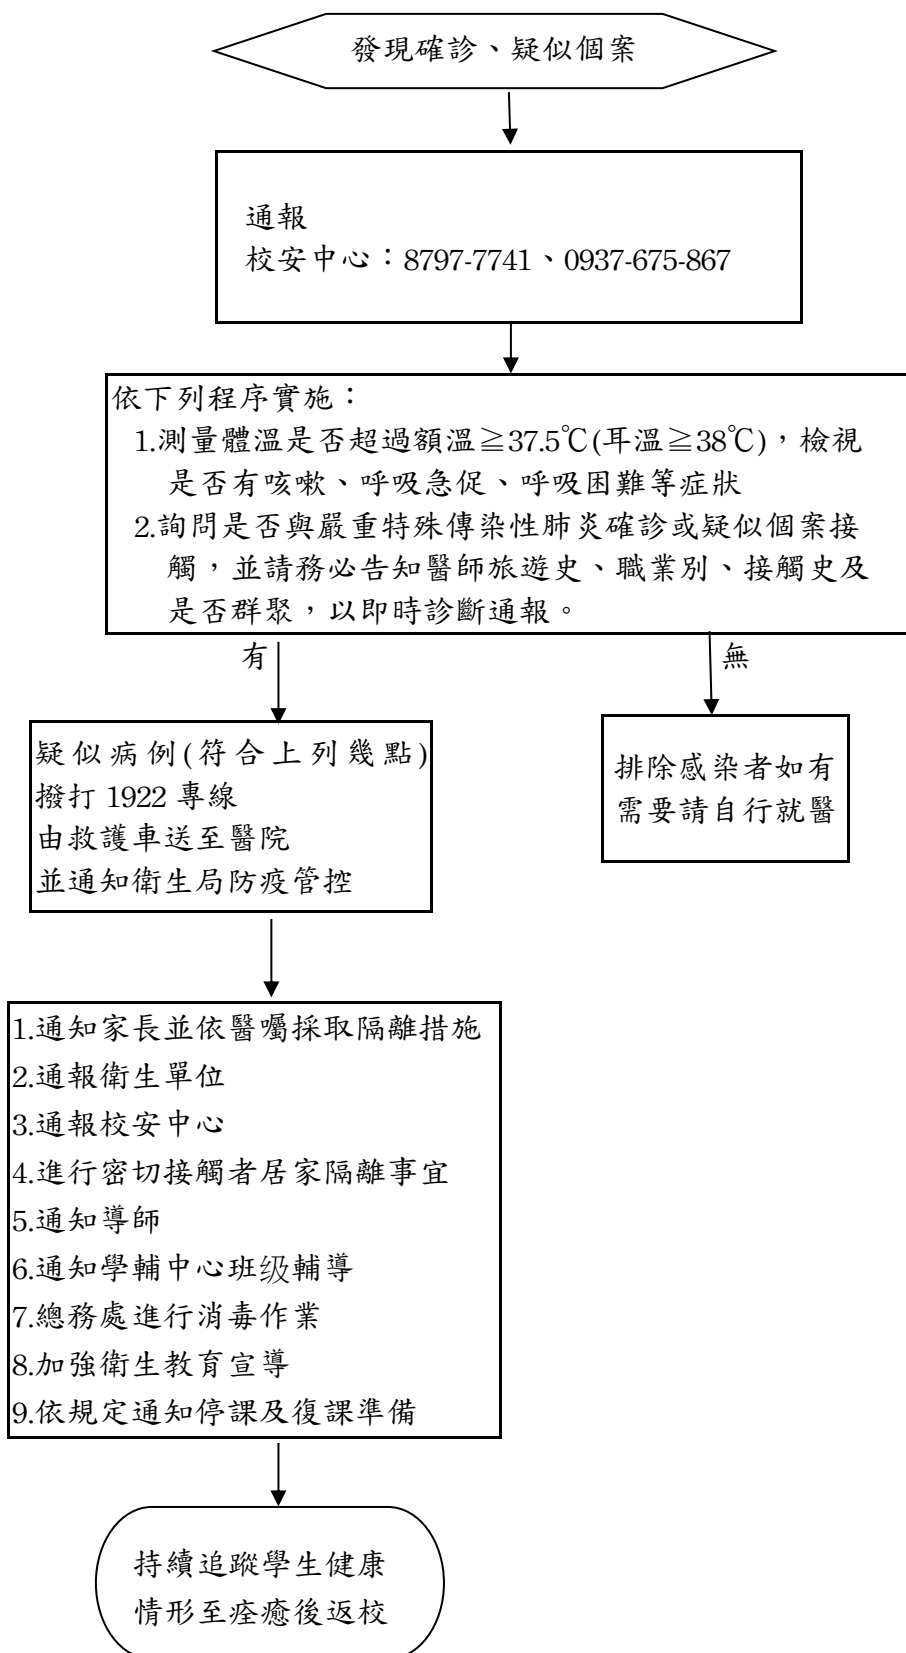 發現確診、疑似個案
通報
校安中心：8797-7741、0937-675-867
依下列程序實施：
1.測量體溫是否超過額溫≧37.5℃(耳溫≧38℃)，檢視
是否有咳嗽、呼吸急促、呼吸困難等症狀
2.詢問是否與嚴重特殊傳染性肺炎確診或疑似個案接
觸，並請務必告知醫師旅遊史、職業別、接觸史及
是否群聚，以即時診斷通報。
有
無
疑似病例(符合上列幾點)
撥打 1922 專線
由救護車送至醫院
並通知衛生局防疫管控
排除感染者如有
需要請自行就醫
1.通知家長並依醫囑採取隔離措施
2.通報衛生單位
3.通報校安中心
4.進行密切接觸者居家隔離事宜
5.通知導師
6.通知學輔中心班级輔導
7.總務處進行消毒作業
8.加強衛生教育宣導
9.依規定通知停課及復課準備
持續追蹤學生健康
情形至痊癒後返校